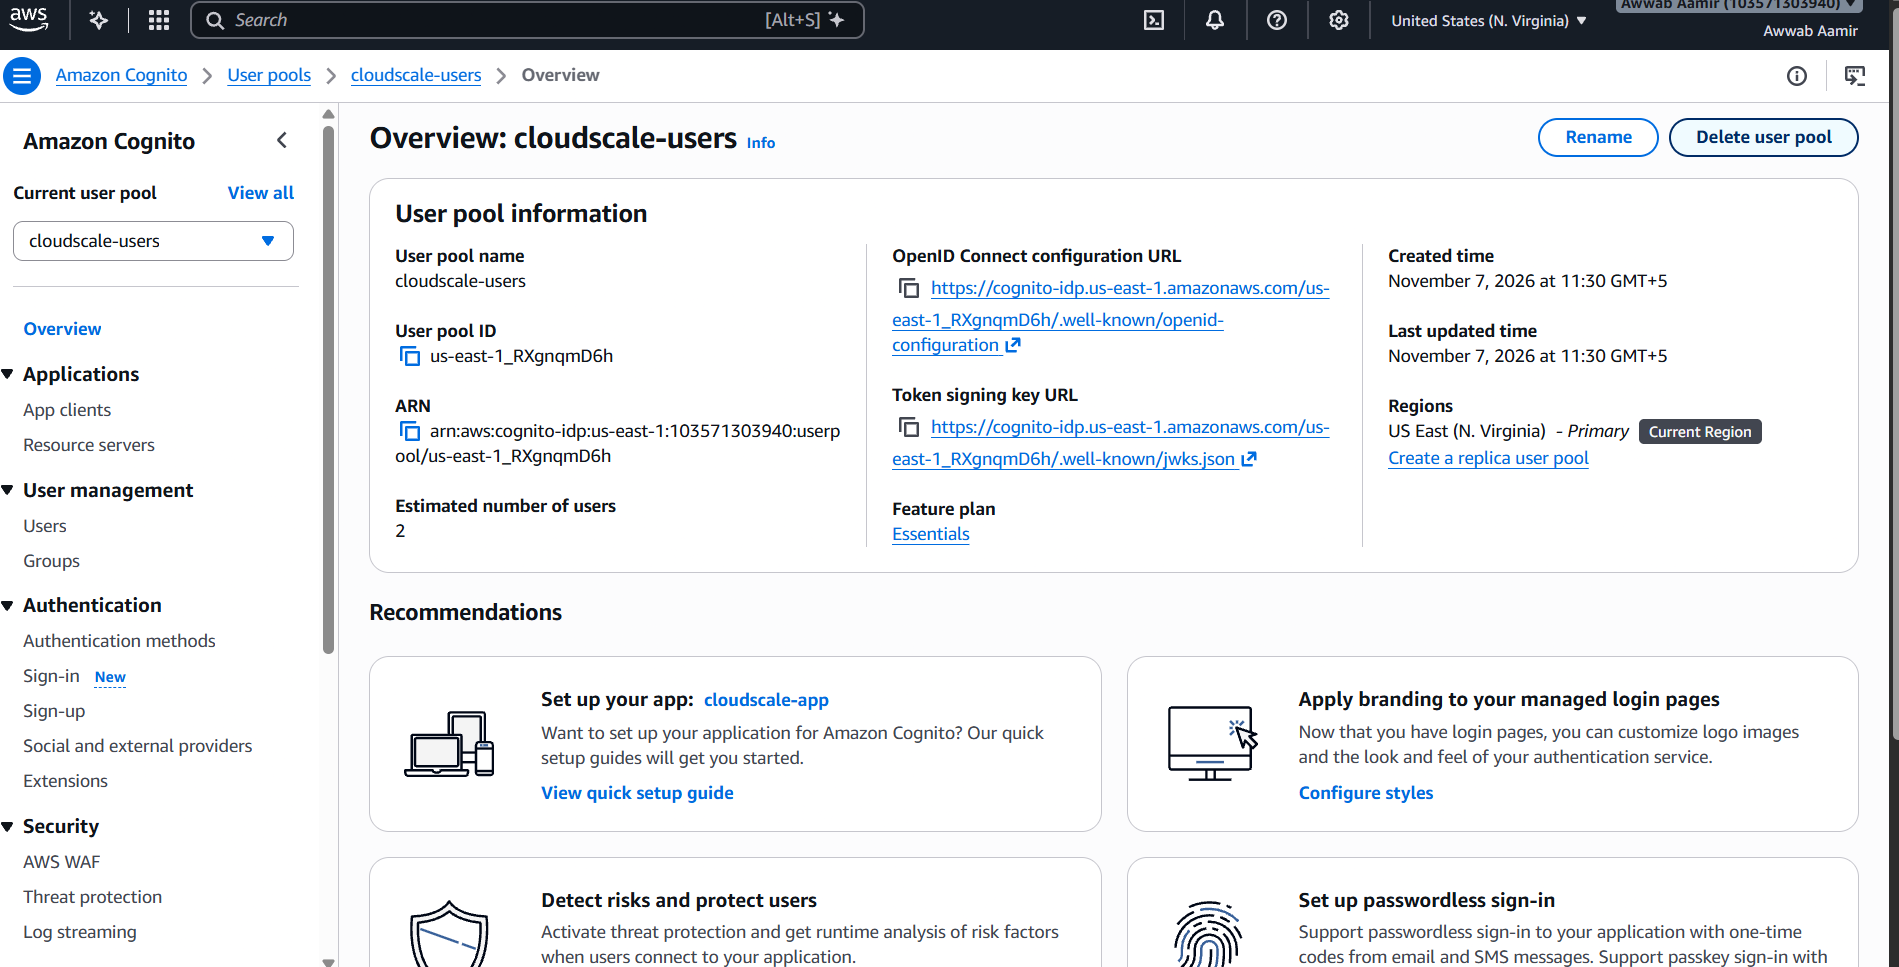 aws
Search
[Alt+S]
United States (N. Virginia)
Awwab Aamir (103571303940)
Awwab Aamir
Amazon Cognito
User pools
cloudscale-users
Overview
Amazon Cognito
Current user pool
View all
cloudscale-users
Overview
Applications
App clients
Resource servers
User management
Users
Groups
Authentication
Authentication methods
Sign-in New
Sign-up
Social and external providers
Extensions
Security
AWS WAF
Threat protection
Log streaming
Overview: cloudscale-users Info
Rename
Delete user pool
User pool information
User pool name
cloudscale-users
User pool ID
us-east-1_RXgnqmD6h
ARN
arn:aws:cognito-idp:us-east-1:103571303940:userp
ool/us-east-1_RXgnqmD6h
Estimated number of users
2
OpenID Connect configuration URL
https://cognito-idp.us-east-1.amazonaws.com/us-
east-1_RXgnqmD6h/.well-known/openid-
configuration
Token signing key URL
https://cognito-idp.us-east-1.amazonaws.com/us-
east-1_RXgnqmD6h/.well-known/jwks.json
Feature plan
Essentials
Created time
November 7, 2026 at 11:30 GMT+5
Last updated time
November 7, 2026 at 11:30 GMT+5
Regions
US East (N. Virginia) - Primary Current Region
Create a replica user pool
Recommendations
Set up your app: cloudscale-app
Want to set up your application for Amazon Cognito? Our quick
setup guides will get you started.
View quick setup guide
Apply branding to your managed login pages
Now that you have login pages, you can customize logo images
and the look and feel of your authentication service.
Configure styles
Detect risks and protect users
Activate threat protection and get runtime analysis of risk factors
when users connect to your application.
Set up passwordless sign-in
Support passwordless sign-in to your application with one-time
codes from email and SMS messages. Support passkey sign-in with